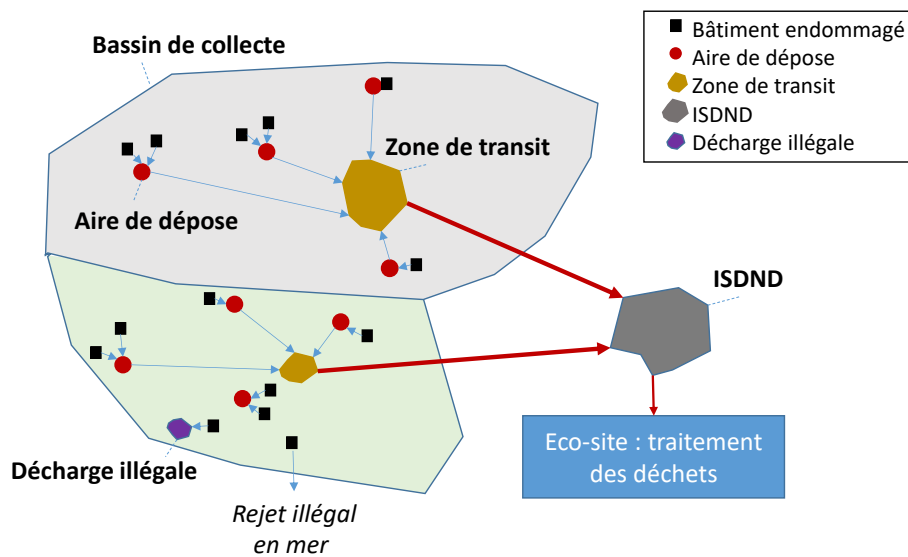 Bassin de collecte
Bâtiment endommagé
Aire de dépose
Zone de transit
ISDND
Décharge illégale
Zone de transit
Aire de dépose
ISDND
Décharge illégale
Eco-site : traitement
des déchets
Rejet illégal
en mer